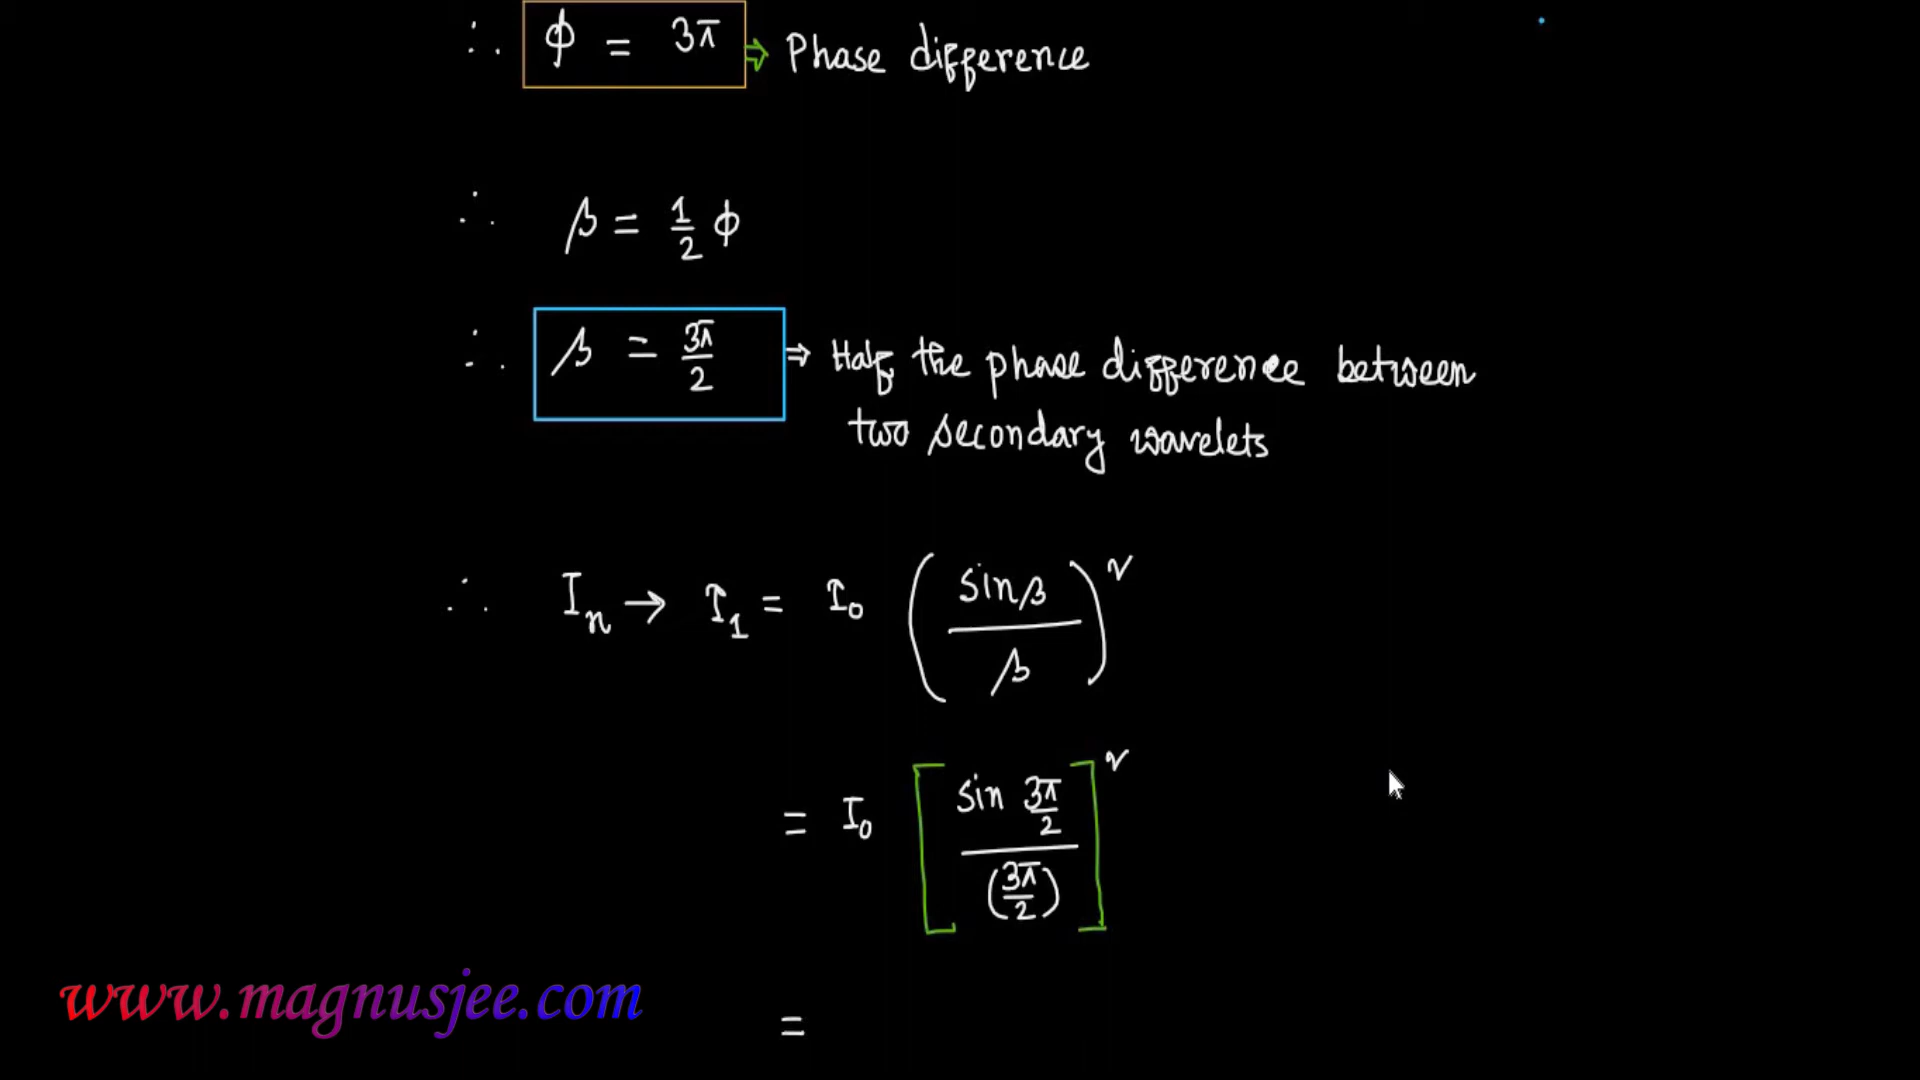 ∴ ϕ = 3π ⇒ Phase difference
∴ β = 1/2 ϕ
∴ β = 3π/2 ⇒ Half the phase difference between
two secondary wavelets
∴ Iₙ → I₁ = I₀ (sinβ/β)²
= I₀ [sin 3π/2 / (3π/2)]²
www.magnusjee.com
=